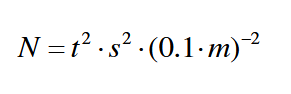 N = t² · s² · (0.1 · m)⁻²